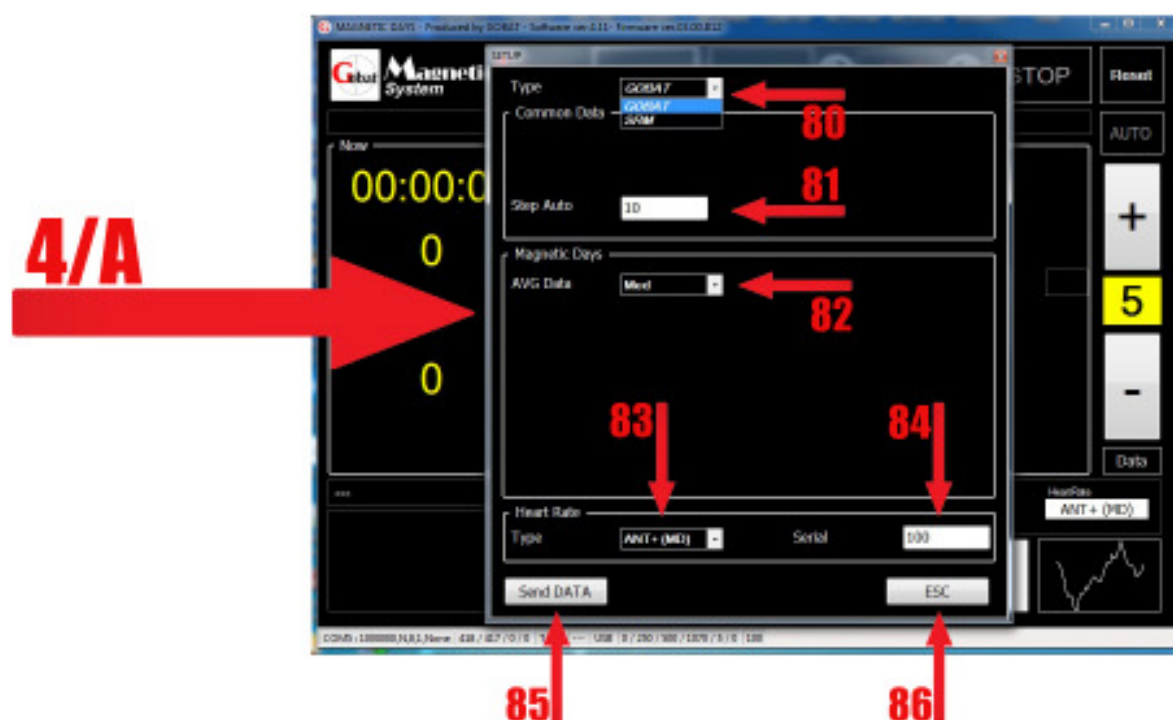 MAGNETIC DAYS - Produced by GOBAT - Software ver.4.11- Firmware ver.03.00.B12
SETUP
Gobat Magneti
System
STOP
Reset
Type GOBAT
GOBAT
SRM
80
Common Data
AUTO
Now
00:00:0
81
Step Auto 10
+
4/A
0
Magnetic Days
AVG Data Med
82
5
0
-
83
84
Data
---
Heart Rate
HeartRate
ANT+ (MD)
Type ANT+ (MD) Serial 100
Send DATA
ESC
85
86